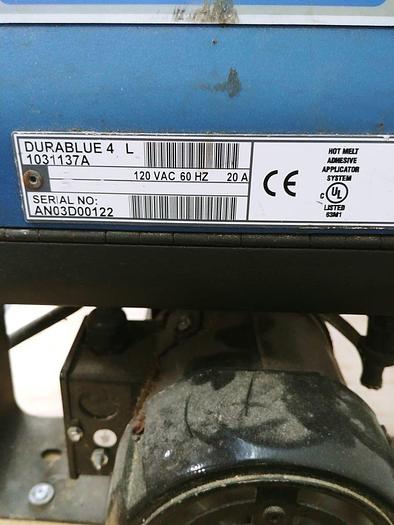 DURABLUE 4 L
1031137A
120 VAC 60 HZ 20 A
SERIAL NO:
AN03D00122
CE
HOT MELT
ADHESIVE
APPLICATOR
SYSTEM
C UL
LISTED
63M1